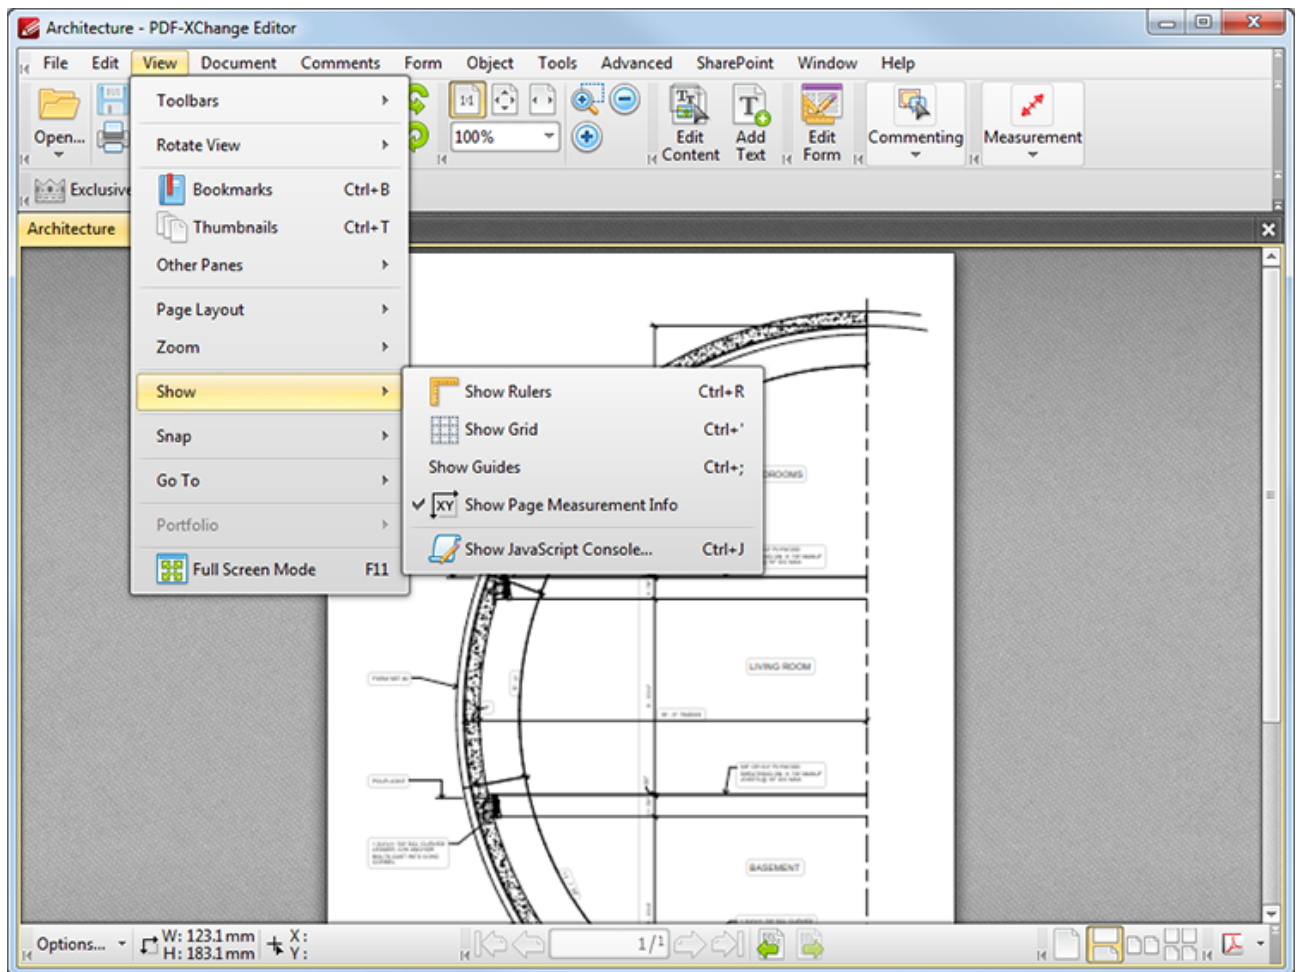 Architecture - PDF-XChange Editor
File Edit View Document Comments Form Object Tools Advanced SharePoint Window Help
Open...
100%
Edit Content
Add Text
Edit Form
Commenting
Measurement
Exclusive
Architecture
Toolbars
Rotate View
Bookmarks Ctrl+B
Thumbnails Ctrl+T
Other Panes
Page Layout
Zoom
Show
Snap
Go To
Portfolio
Full Screen Mode F11
Show Rulers Ctrl+R
Show Grid Ctrl+'
Show Guides Ctrl+;
XY Show Page Measurement Info
Show JavaScript Console... Ctrl+J
DROOMS
LIVING ROOM
BASEMENT
Options...
W: 123.1 mm
H: 183.1 mm
X:
Y:
1/1